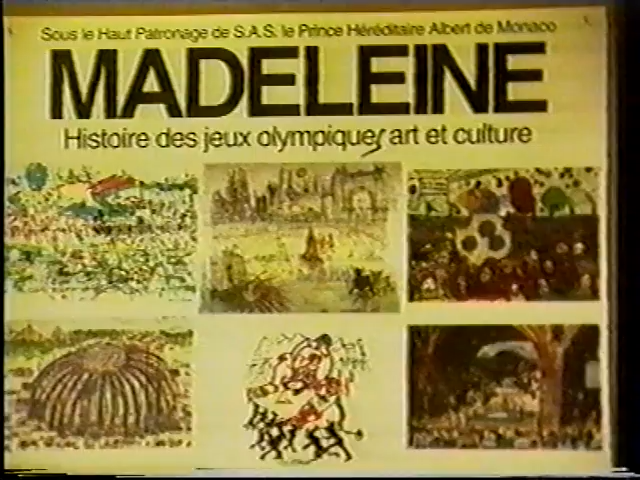 Sous le Haut Patronage de S.A.S. le Prince Héréditaire Albert de Monaco
MADELEINE
Histoire des jeux olympiques art et culture